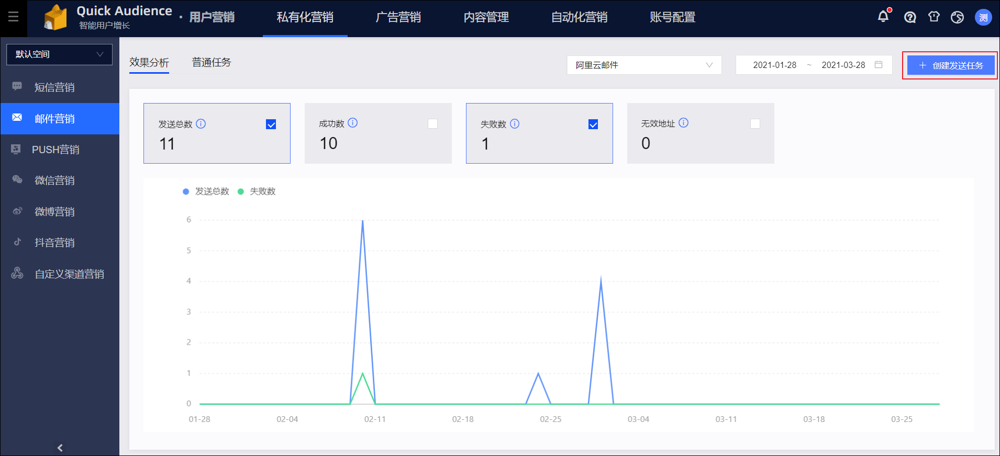 Quick Audience
智能用户增长
· 用户营销
私有化营销
广告营销
内容管理
自动化营销
账号配置
测
默认空间
短信营销
邮件营销
PUSH营销
微信营销
微博营销
抖音营销
自定义渠道营销
效果分析
普通任务
阿里云邮件
2021-01-28 ~ 2021-03-28
+ 创建发送任务
发送总数
11
成功数
10
失败数
1
无效地址
0
发送总数 失败数
6
5
4
3
2
1
0
01-28 02-04 02-11 02-18 02-25 03-04 03-11 03-18 03-25